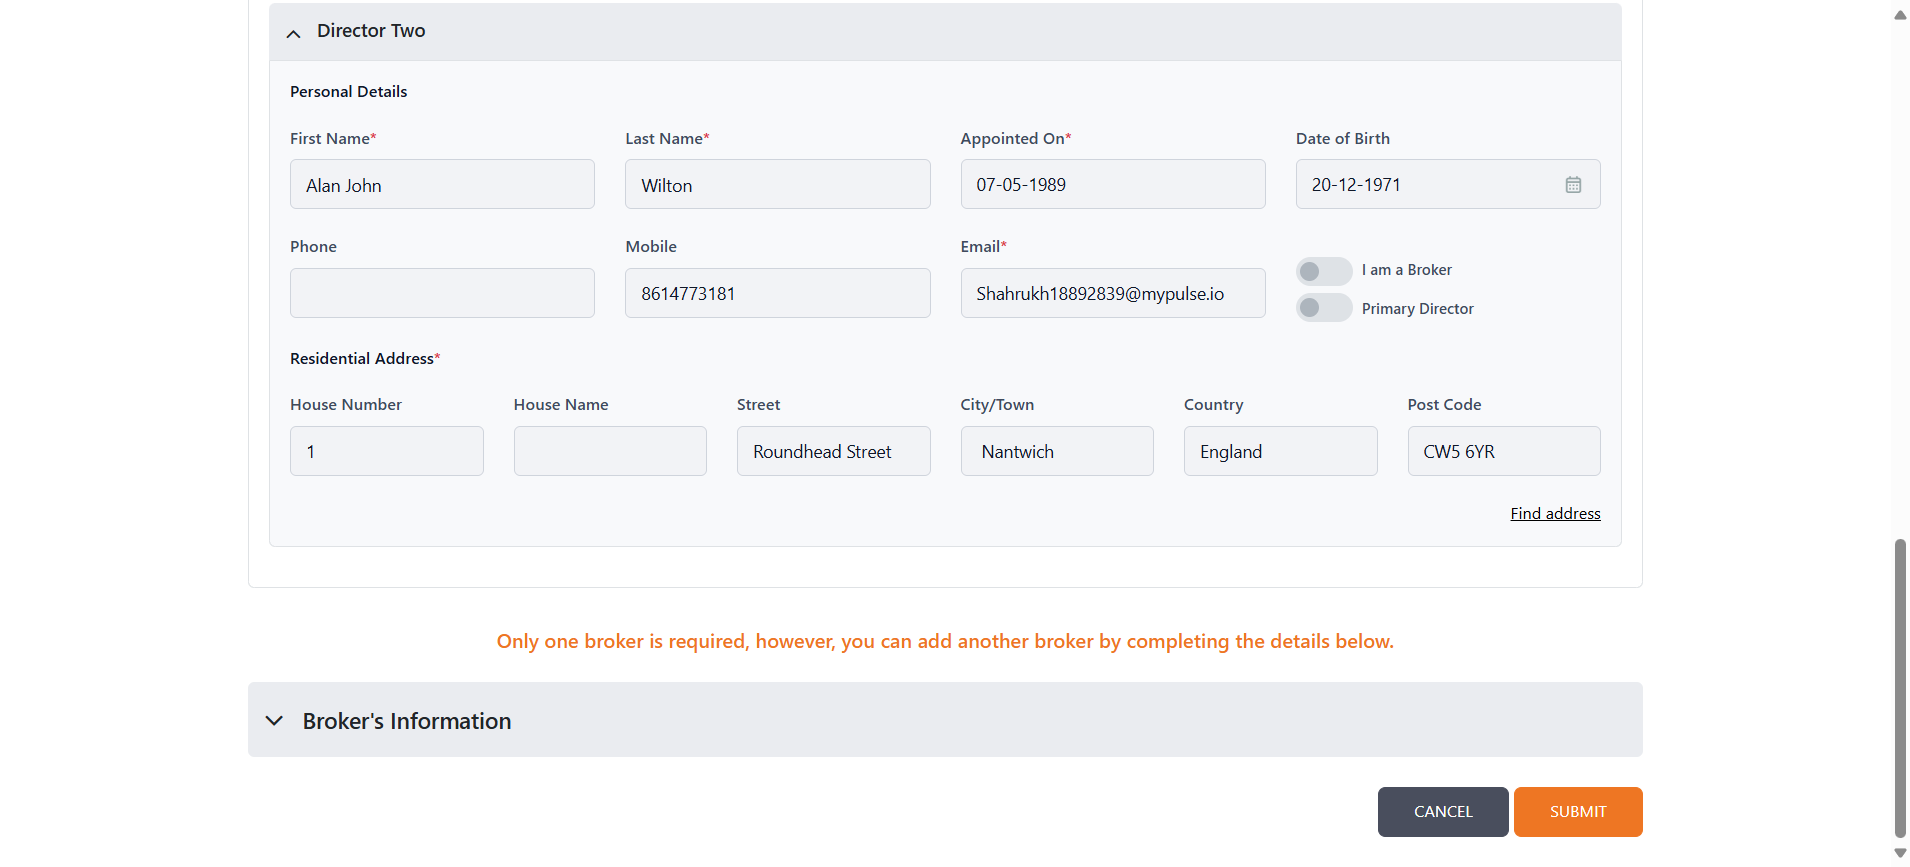 Director Two
Personal Details
First Name* Last Name* Appointed On* Date of Birth
Alan John Wilton 07-05-1989 20-12-1971
Phone Mobile Email*
I am a Broker
8614773181 Shahrukh18892839@mypulse.io
Primary Director
Residential Address*
House Number House Name Street City/Town Country Post Code
1 Roundhead Street Nantwich England CW5 6YR
Find address
Only one broker is required, however, you can add another broker by completing the details below.
Broker's Information
CANCEL SUBMIT